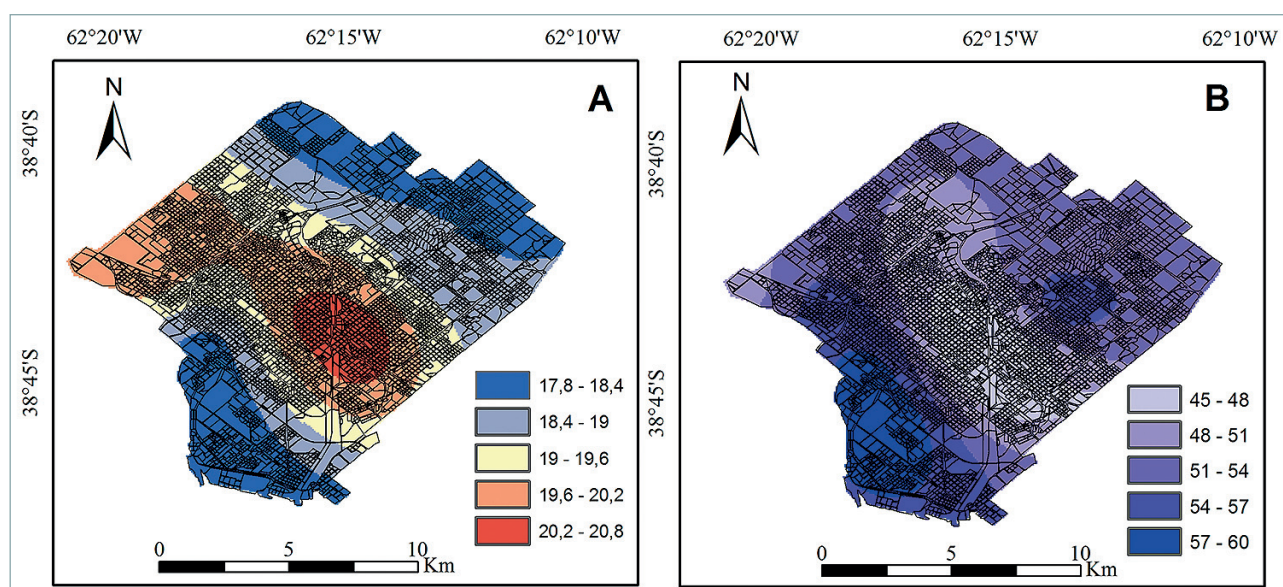 62°20'W 62°15'W 62°10'W
N
A
38°40'S
38°45'S
17,8 - 18,4
18,4 - 19
19 - 19,6
19,6 - 20,2
20,2 - 20,8
0 5 10
Km
62°20'W 62°15'W 62°10'W
N
B
38°40'S
38°45'S
45 - 48
48 - 51
51 - 54
54 - 57
57 - 60
0 5 10
Km